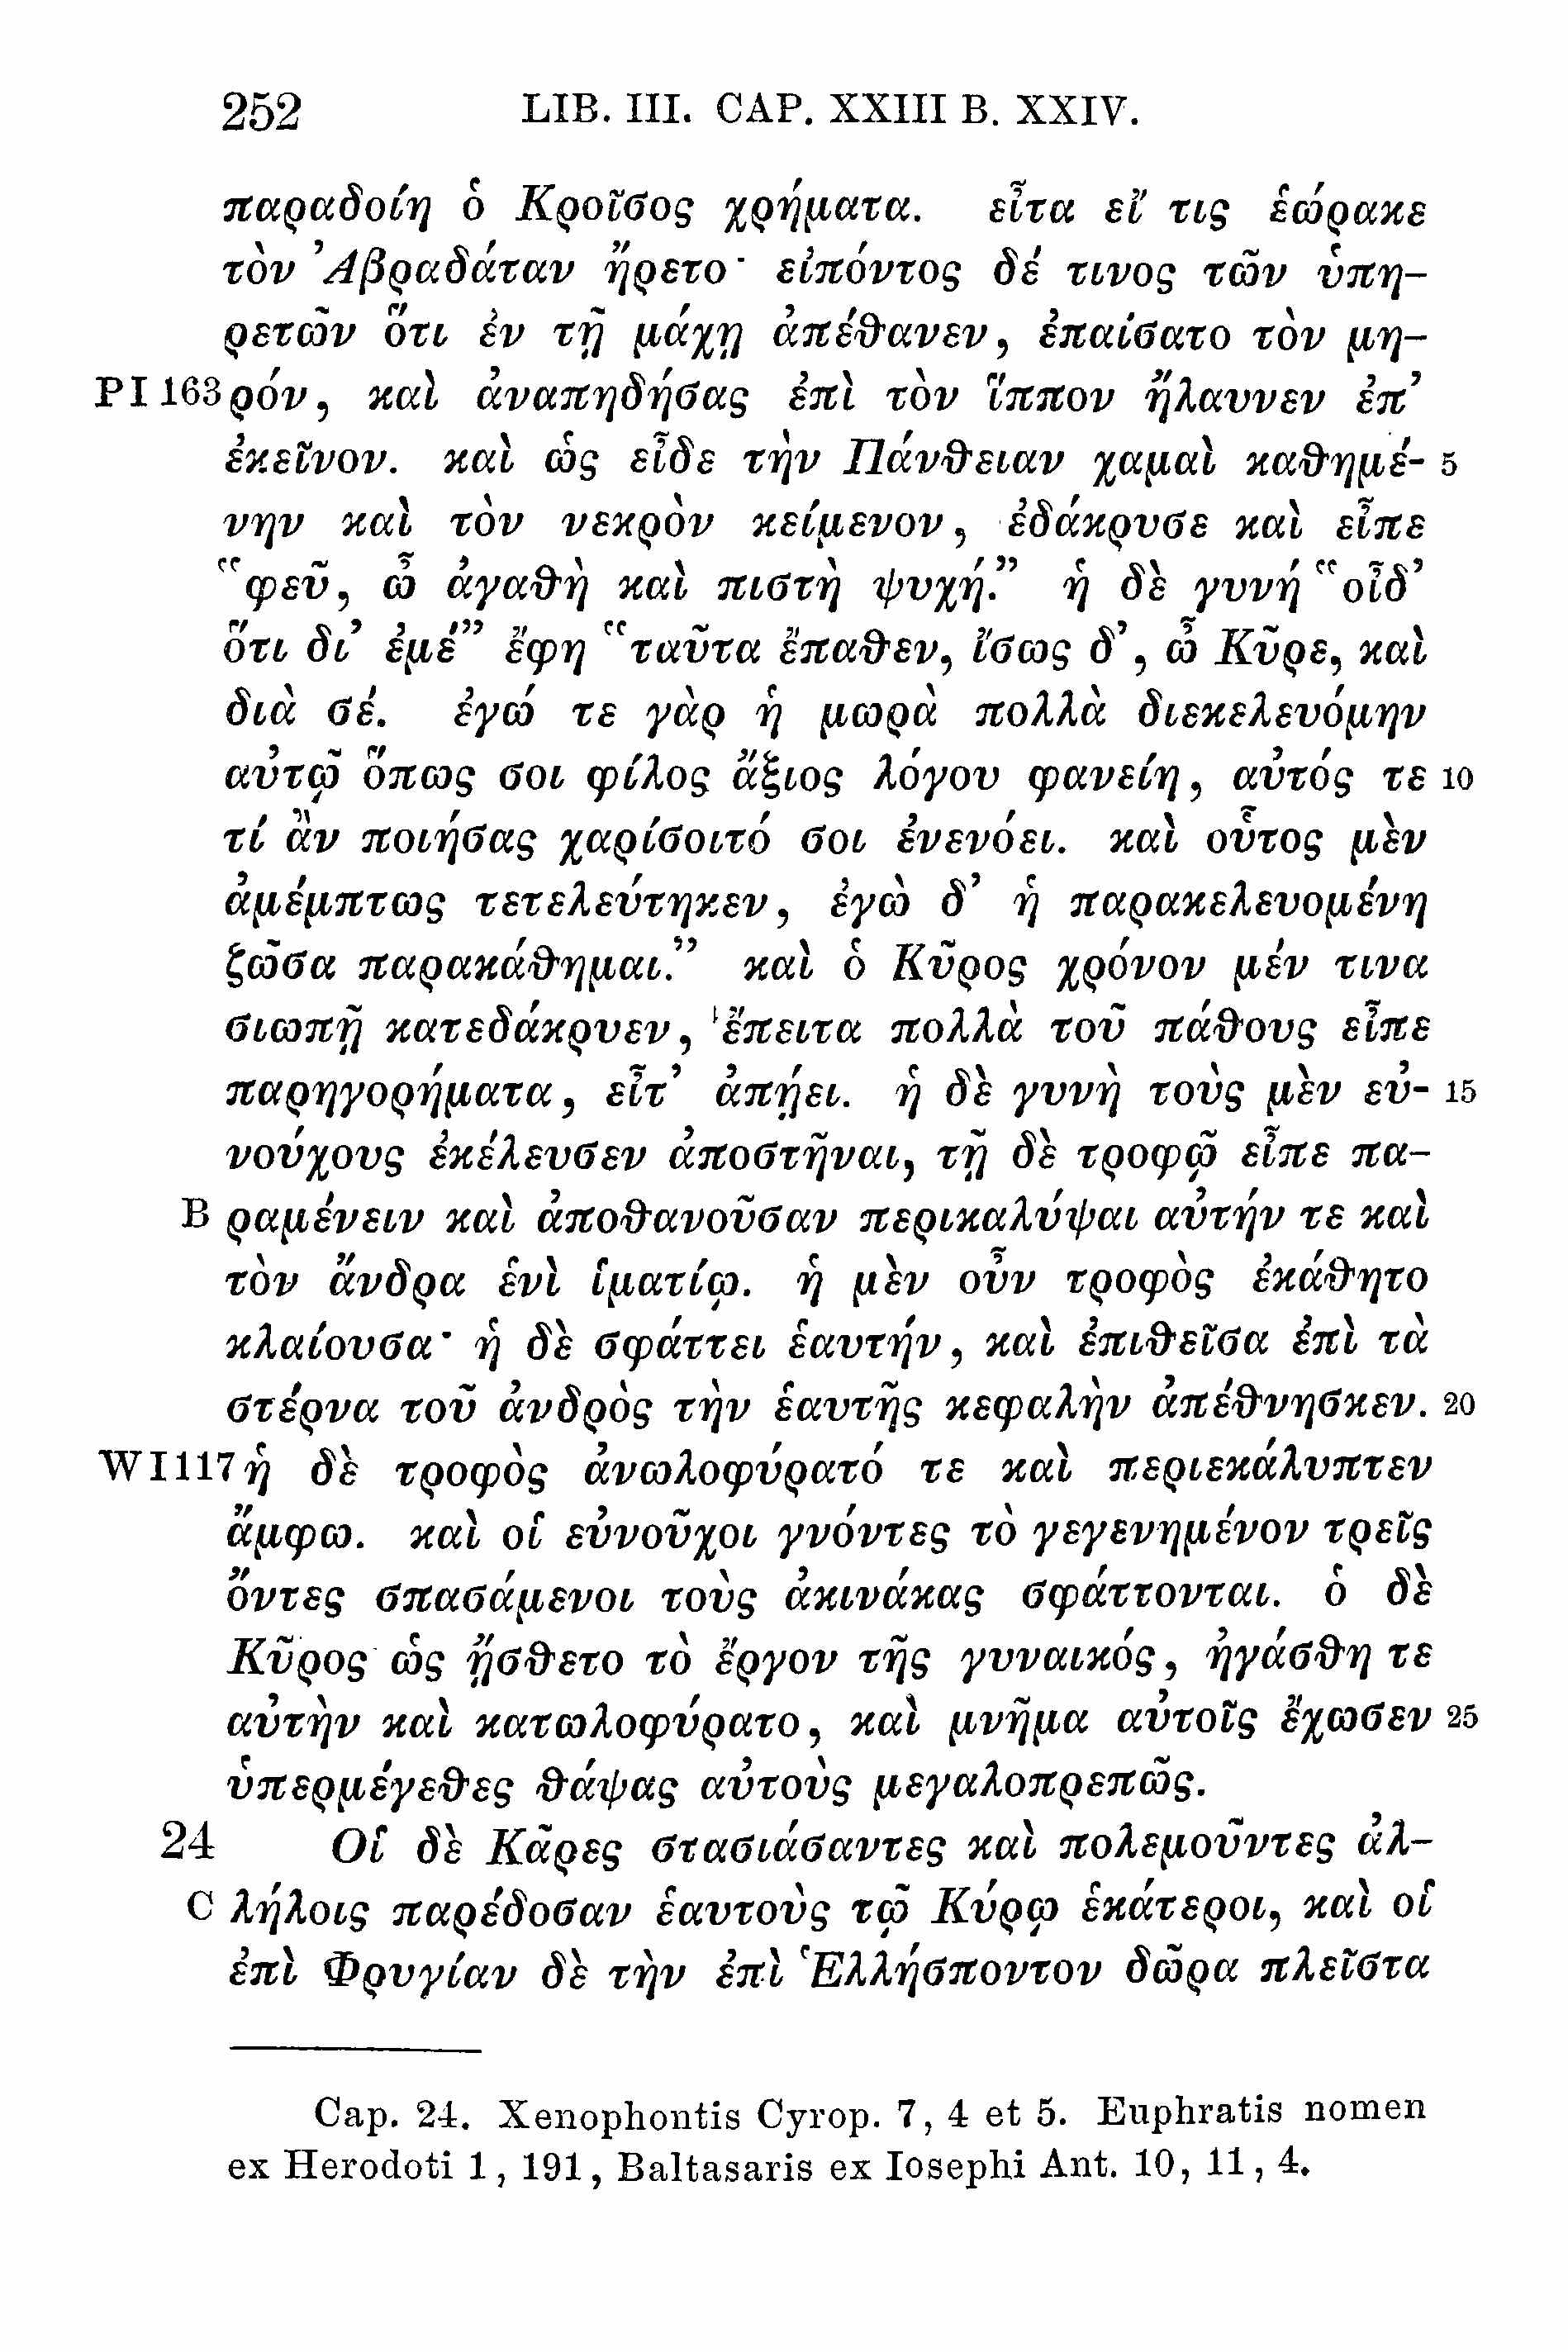 252 LIB. III. CAP. XXIII B. XXIV.
παραδοίη ὁ Κροῖσος χρήματα. εἶτα εἴ τις ἑώρακε
τὸν Ἀβραδάταν ἤρετο· εἰπόντος δέ τινος τῶν ὑπη-
ρετῶν ὅτι ἐν τῇ μάχῃ ἀπέθανεν, ἐπαίσατο τὸν μη-
PI 163 ρόν, καὶ ἀναπηδήσας ἐπὶ τὸν ἵππον ἤλαυνεν ἐπ’
ἐκεῖνον. καὶ ὡς εἶδε τὴν Πάνθειαν χαμαὶ καθημέ- 5
νην καὶ τὸν νεκρὸν κείμενον, ἐδάκρυσε καὶ εἶπε
“φεῦ, ὦ ἀγαθὴ καὶ πιστὴ ψυχή.” ἡ δὲ γυνή “οἶδ’
ὅτι δι’ ἐμέ” ἔφη “ταῦτα ἔπαθεν, ἴσως δ’, ὦ Κῦρε, καὶ
διὰ σέ. ἐγώ τε γὰρ ἡ μωρὰ πολλὰ διεκελευόμην
αὐτῷ ὅπως σοι φίλος ἄξιος λόγου φανείη, αὐτός τε 10
τί ἂν ποιήσας χαρίσοιτό σοι ἐνενόει. καὶ οὗτος μὲν
ἀμέμπτως τετελεύτηκεν, ἐγὼ δ’ ἡ παρακελευομένη
ζῶσα παρακάθημαι.” καὶ ὁ Κῦρος χρόνον μέν τινα
σιωπῇ κατεδάκρυεν, ἔπειτα πολλὰ τοῦ πάθους εἶπε
παρηγορήματα, εἶτ’ ἀπῄει. ἡ δὲ γυνὴ τοὺς μὲν εὐ- 15
νούχους ἐκέλευσεν ἀποστῆναι, τῇ δὲ τροφῷ εἶπε πα-
B ραμένειν καὶ ἀποθανοῦσαν περικαλύψαι αὐτήν τε καὶ
τὸν ἄνδρα ἑνὶ ἱματίῳ. ἡ μὲν οὖν τροφὸς ἐκάθητο
κλαίουσα· ἡ δὲ σφάττει ἑαυτήν, καὶ ἐπιθεῖσα ἐπὶ τὰ
στέρνα τοῦ ἀνδρὸς τὴν ἑαυτῆς κεφαλὴν ἀπέθνησκεν. 20
WI117 ἡ δὲ τροφὸς ἀνωλοφύρατό τε καὶ περιεκάλυπτεν
ἄμφω. καὶ οἱ εὐνοῦχοι γνόντες τὸ γεγενημένον τρεῖς
ὄντες σπασάμενοι τοὺς ἀκινάκας σφάττονται. ὁ δὲ
Κῦρος ὡς ᾔσθετο τὸ ἔργον τῆς γυναικός, ἠγάσθη τε
αὐτὴν καὶ κατωλοφύρατο, καὶ μνῆμα αὐτοῖς ἔχωσεν 25
ὑπερμέγεθες θάψας αὐτοὺς μεγαλοπρεπῶς.
24 Οἱ δὲ Κᾶρες στασιάσαντες καὶ πολεμοῦντες ἀλ-
C λήλοις παρέδοσαν ἑαυτοὺς τῷ Κύρῳ ἑκάτεροι, καὶ οἱ
ἐπὶ Φρυγίαν δὲ τὴν ἐπὶ Ἑλλήσποντον δῶρα πλεῖστα
Cap. 24. Xenophontis Cyrop. 7, 4 et 5. Euphratis nomen
ex Herodoti 1, 191, Baltasaris ex Iosephi Ant. 10, 11, 4.